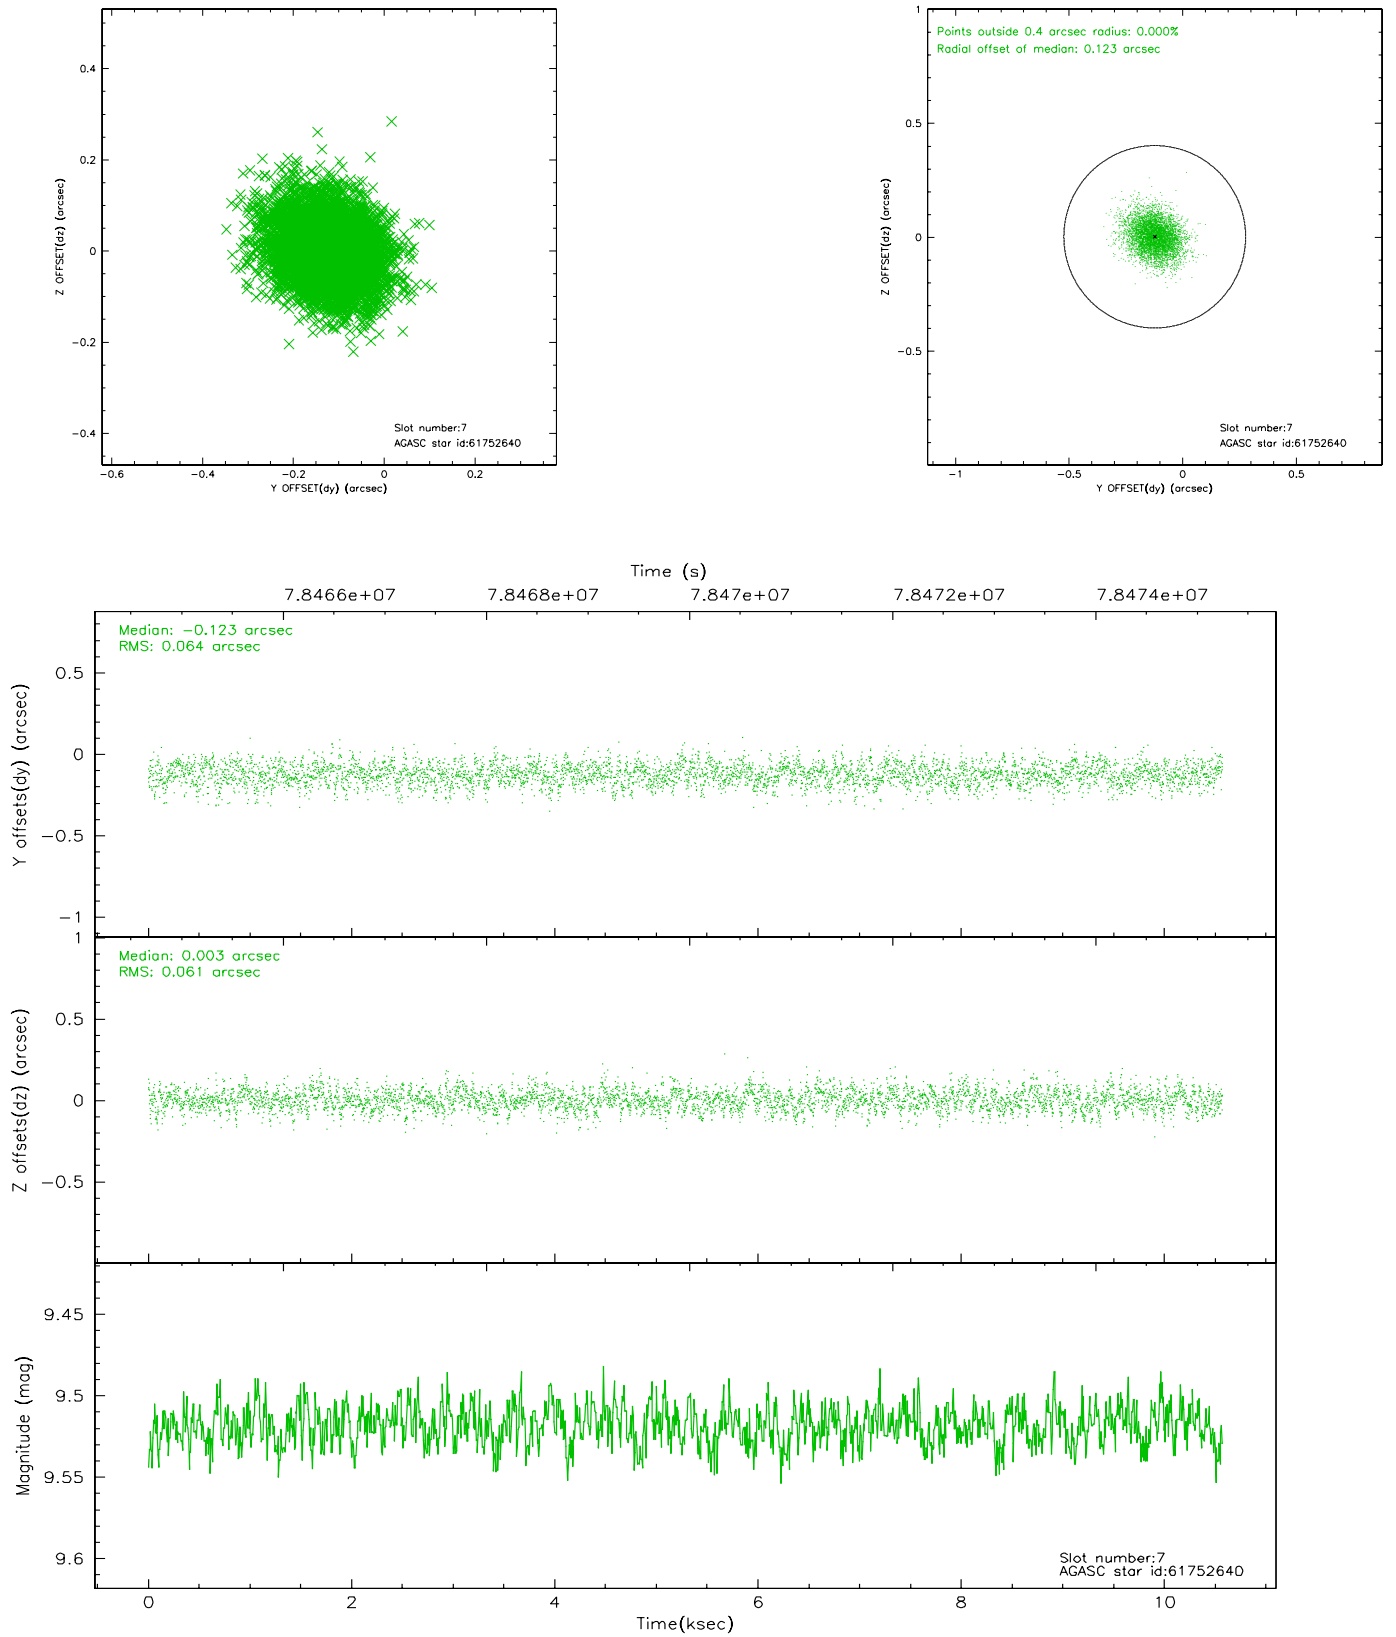 0.4
0.2
0
−0.2
−0.4
Z OFFSET(dz) (arcsec)
Slot number:7
AGASC star id:61752640
−0.6 −0.4 −0.2 0 0.2
Y OFFSET(dy) (arcsec)
1
0.5
0
−0.5
Z OFFSET(dz) (arcsec)
Points outside 0.4 arcsec radius: 0.000%
Radial offset of median: 0.123 arcsec
Slot number:7
AGASC star id:61752640
−1 −0.5 0 0.5
Y OFFSET(dy) (arcsec)
Time (s)
7.8466e+07 7.8468e+07 7.847e+07 7.8472e+07 7.8474e+07
Median: −0.123 arcsec
RMS: 0.064 arcsec
0.5
0
−0.5
−1
Y offsets(dy) (arcsec)
Median: 0.003 arcsec
RMS: 0.061 arcsec
1
0.5
0
−0.5
Z offsets(dz) (arcsec)
9.45
9.5
9.55
9.6
Magnitude (mag)
Slot number:7
AGASC star id:61752640
0 2 4 6 8 10
Time(ksec)